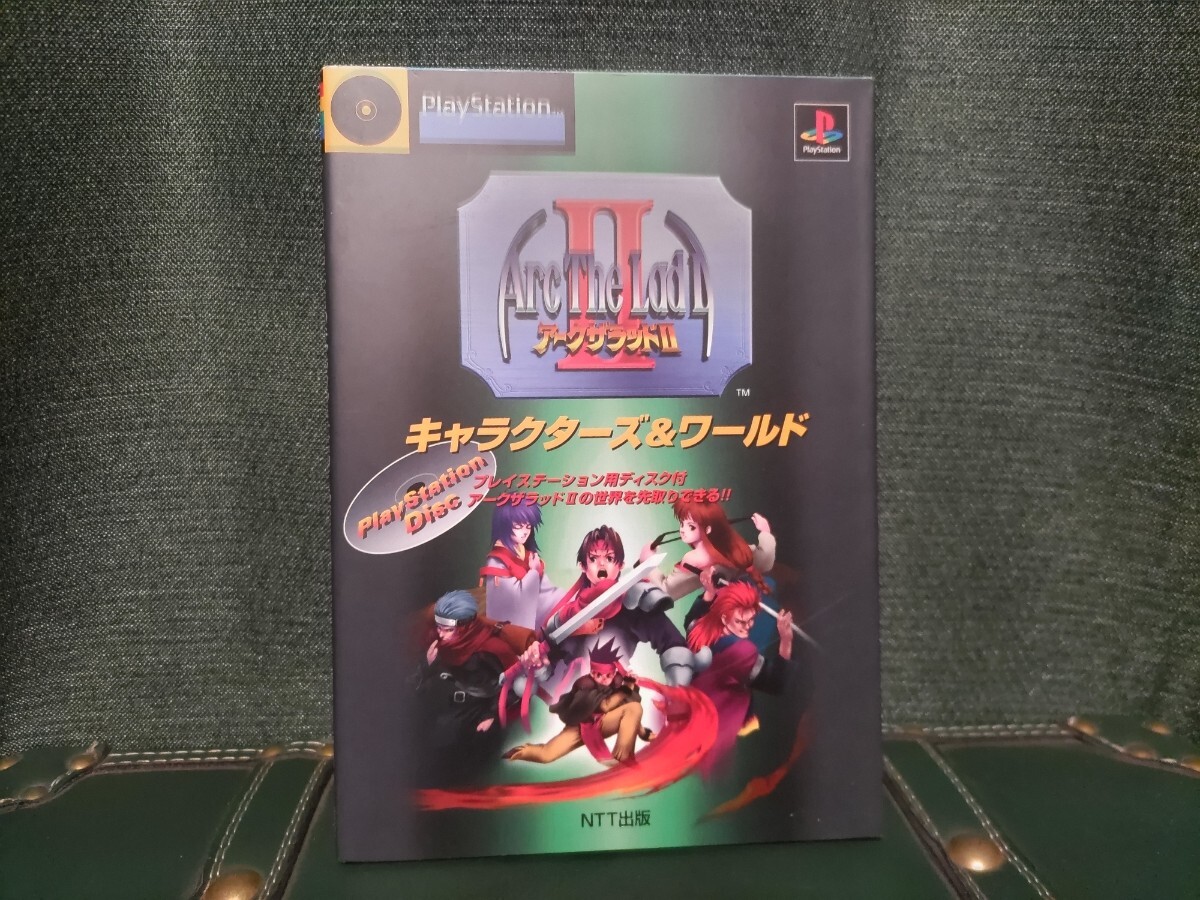 PlayStation™
PlayStation
II
Arc The Lad II
アークザラッドII
TM
キャラクターズ&ワールド
PlayStation
Disc
プレイステーション用ディスク付
アークザラッドIIの世界を先取りできる!!
NTT出版